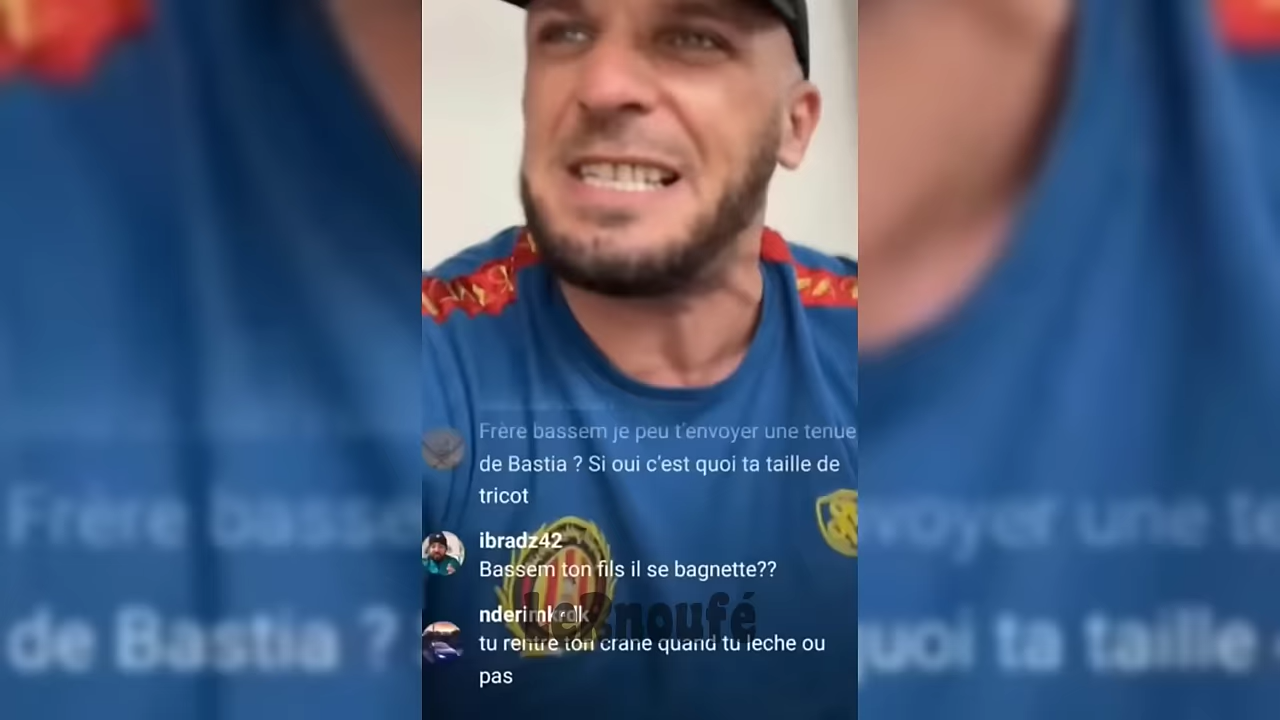 Frère bassem je peu t'envoyer une tenue
de Bastia ? Si oui c'est quoi ta taille de
tricot
ibradz42
Bassem ton fils il se bagnette??
nderimkrdk
tu rentre ton crane quand tu leche ou
pas